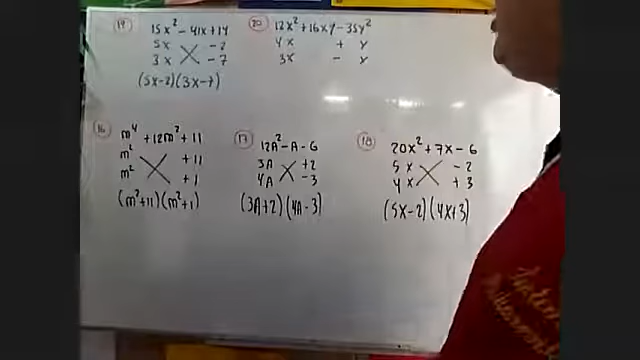 19 15x² - 41x + 14
5x - 2
3x - 7
(5x-2)(3x-7)
20 12x² + 16xy - 35y²
4x + y
3x - y
16 m⁴ + 12m² + 11
m² + 11
m² + 1
(m²+11)(m²+1)
17 12A² - A - 6
3A + 2
4A - 3
(3A+2)(4A-3)
18 20x² + 7x - 6
5x - 2
4x + 3
(5x-2)(4x+3)